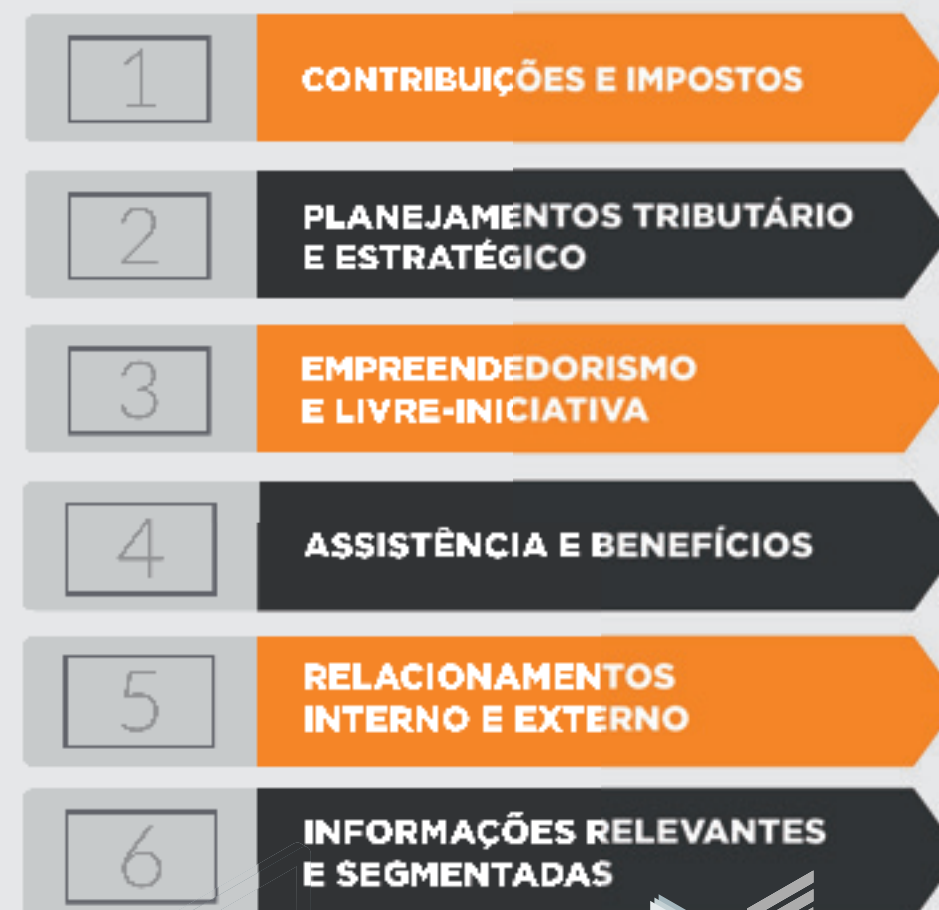 1
CONTRIBUIÇÕES E IMPOSTOS
2
PLANEJAMENTOS TRIBUTÁRIO
E ESTRATÉGICO
3
EMPREENDEDORISMO
E LIVRE-INICIATIVA
4
ASSISTÊNCIA E BENEFÍCIOS
5
RELACIONAMENTOS
INTERNO E EXTERNO
6
INFORMAÇÕES RELEVANTES
E SEGMENTADAS